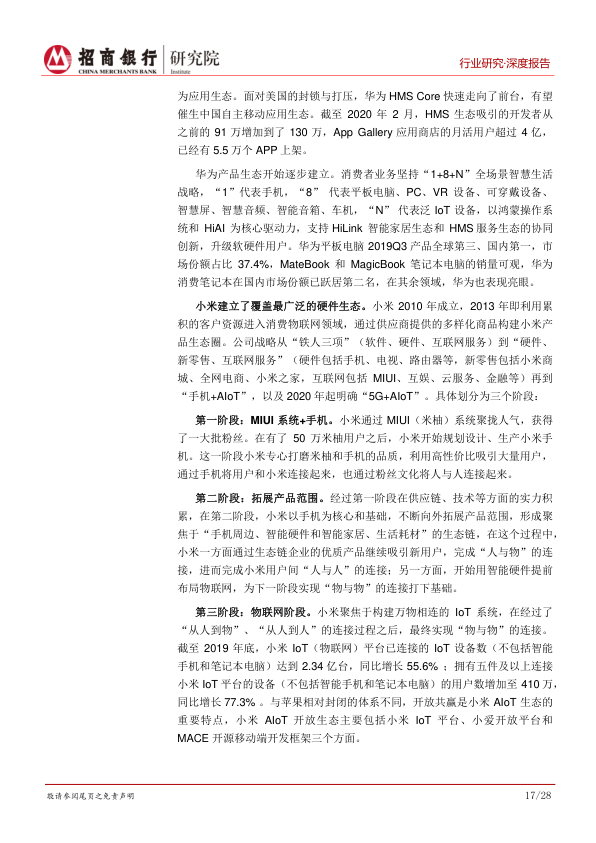 招商银行 研究院
CHINA MERCHANTS BANK Institute
行业研究·深度报告
为应用生态。面对美国的封锁与打压，华为 HMS Core 快速走向了前台，有望
催生中国自主移动应用生态。截至 2020 年 2 月，HMS 生态吸引的开发者从
之前的 91 万增加到了 130 万，App Gallery 应用商店的月活用户超过 4 亿，
已经有 5.5 万个 APP 上架。
华为产品生态开始逐步建立。消费者业务坚持“1+8+N”全场景智慧生活
战略，“1”代表手机，“8” 代表平板电脑、PC、VR 设备、可穿戴设备、
智慧屏、智慧音频、智能音箱、车机，“N” 代表泛 IoT 设备，以鸿蒙操作系
统和 HiAI 为核心驱动力，支持 HiLink 智能家居生态和 HMS 服务生态的协同
创新，升级软硬件用户。华为平板电脑 2019Q3 产品全球第三、国内第一，市
场份额占比 37.4%，MateBook 和 MagicBook 笔记本电脑的销量可观，华为
消费笔记本在国内市场份额已跃居第二名，在其余领域，华为也表现亮眼。
小米建立了覆盖最广泛的硬件生态。小米 2010 年成立，2013 年即利用累
积的客户资源进入消费物联网领域，通过供应商提供的多样化商品构建小米产
品生态圈。公司战略从“铁人三项”（软件、硬件、互联网服务）到“硬件、
新零售、互联网服务”（硬件包括手机、电视、路由器等，新零售包括小米商
城、全网电商、小米之家，互联网包括 MIUI、互娱、云服务、金融等）再到
“手机+AIoT”，以及 2020 年起明确“5G+AIoT”。具体划分为三个阶段：
第一阶段：MIUI 系统+手机。小米通过 MIUI（米柚）系统聚拢人气，获得
了一大批粉丝。在有了 50 万米柚用户之后，小米开始规划设计、生产小米手
机。这一阶段小米专心打磨米柚和手机的品质，利用高性价比吸引大量用户，
通过手机将用户和小米连接起来，也通过粉丝文化将人与人连接起来。
第二阶段：拓展产品范围。经过第一阶段在供应链、技术等方面的实力积
累，在第二阶段，小米以手机为核心和基础，不断向外拓展产品范围，形成聚
焦于“手机周边、智能硬件和智能家居、生活耗材”的生态链，在这个过程中，
小米一方面通过生态链企业的优质产品继续吸引新用户，完成“人与物”的连
接，进而完成小米用户间“人与人”的连接；另一方面，开始用智能硬件提前
布局物联网，为下一阶段实现“物与物”的连接打下基础。
第三阶段：物联网阶段。小米聚焦于构建万物相连的 IoT 系统，在经过了
“从人到物”、“从人到人”的连接过程之后，最终实现“物与物”的连接。
截至 2019 年底，小米 IoT（物联网）平台已连接的 IoT 设备数（不包括智能
手机和笔记本电脑）达到 2.34 亿台，同比增长 55.6% ；拥有五件及以上连接
小米 IoT 平台的设备（不包括智能手机和笔记本电脑）的用户数增加至 410 万，
同比增长 77.3% 。与苹果相对封闭的体系不同，开放共赢是小米 AIoT 生态的
重要特点，小米 AIoT 开放生态主要包括小米 IoT 平台、小爱开放平台和
MACE 开源移动端开发框架三个方面。
敬请参阅尾页之免责声明
17/28